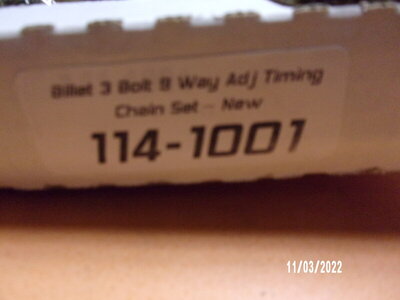 Billet 3 Bolt 9 Way Adj Timing
Chain Set - New
114-1001
11/03/2022